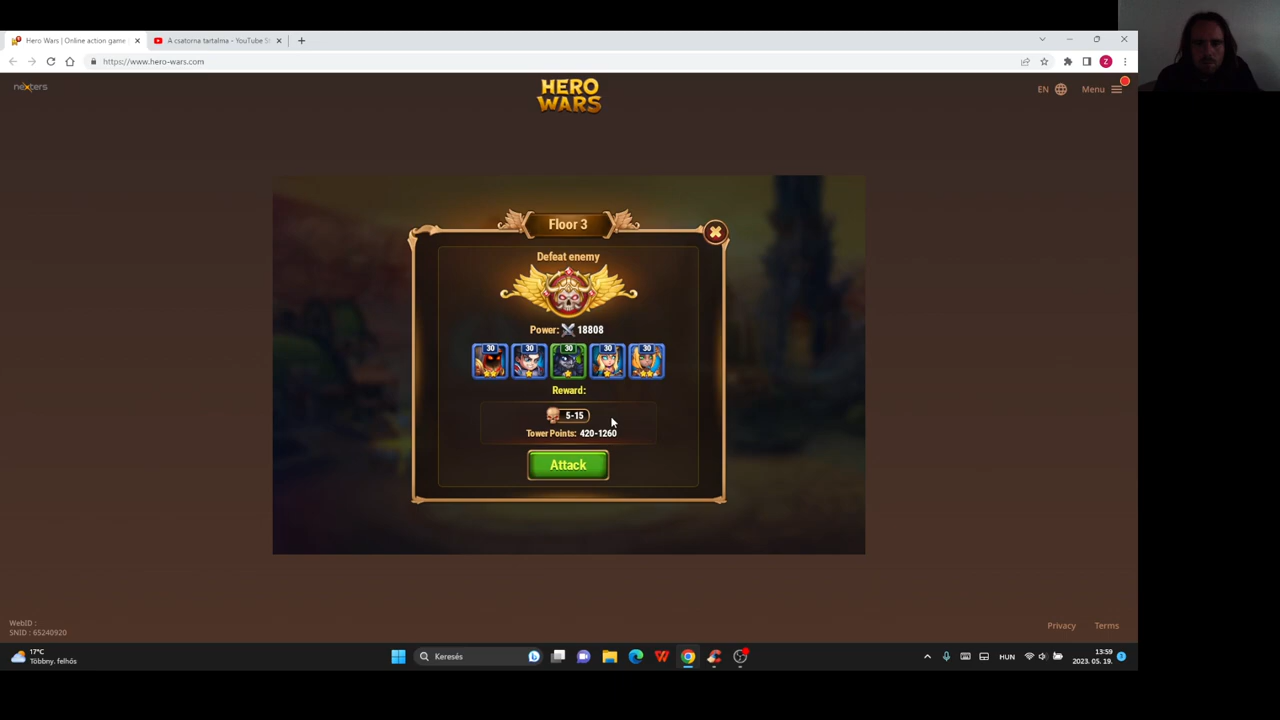 Hero Wars | Online action game
A csatorna tartalma - YouTube St
https://www.hero-wars.com
Z
nexters
HERO
WARS
EN
Menu
Floor 3
Defeat enemy
Power: 18808
30 30 30 30 30
Reward:
5-15
Tower Points: 420-1260
Attack
WebID :
SNID : 65240920
Privacy
Terms
17°C
Többny. felhős
Keresés
HUN
13:59
2023. 05. 19.
1